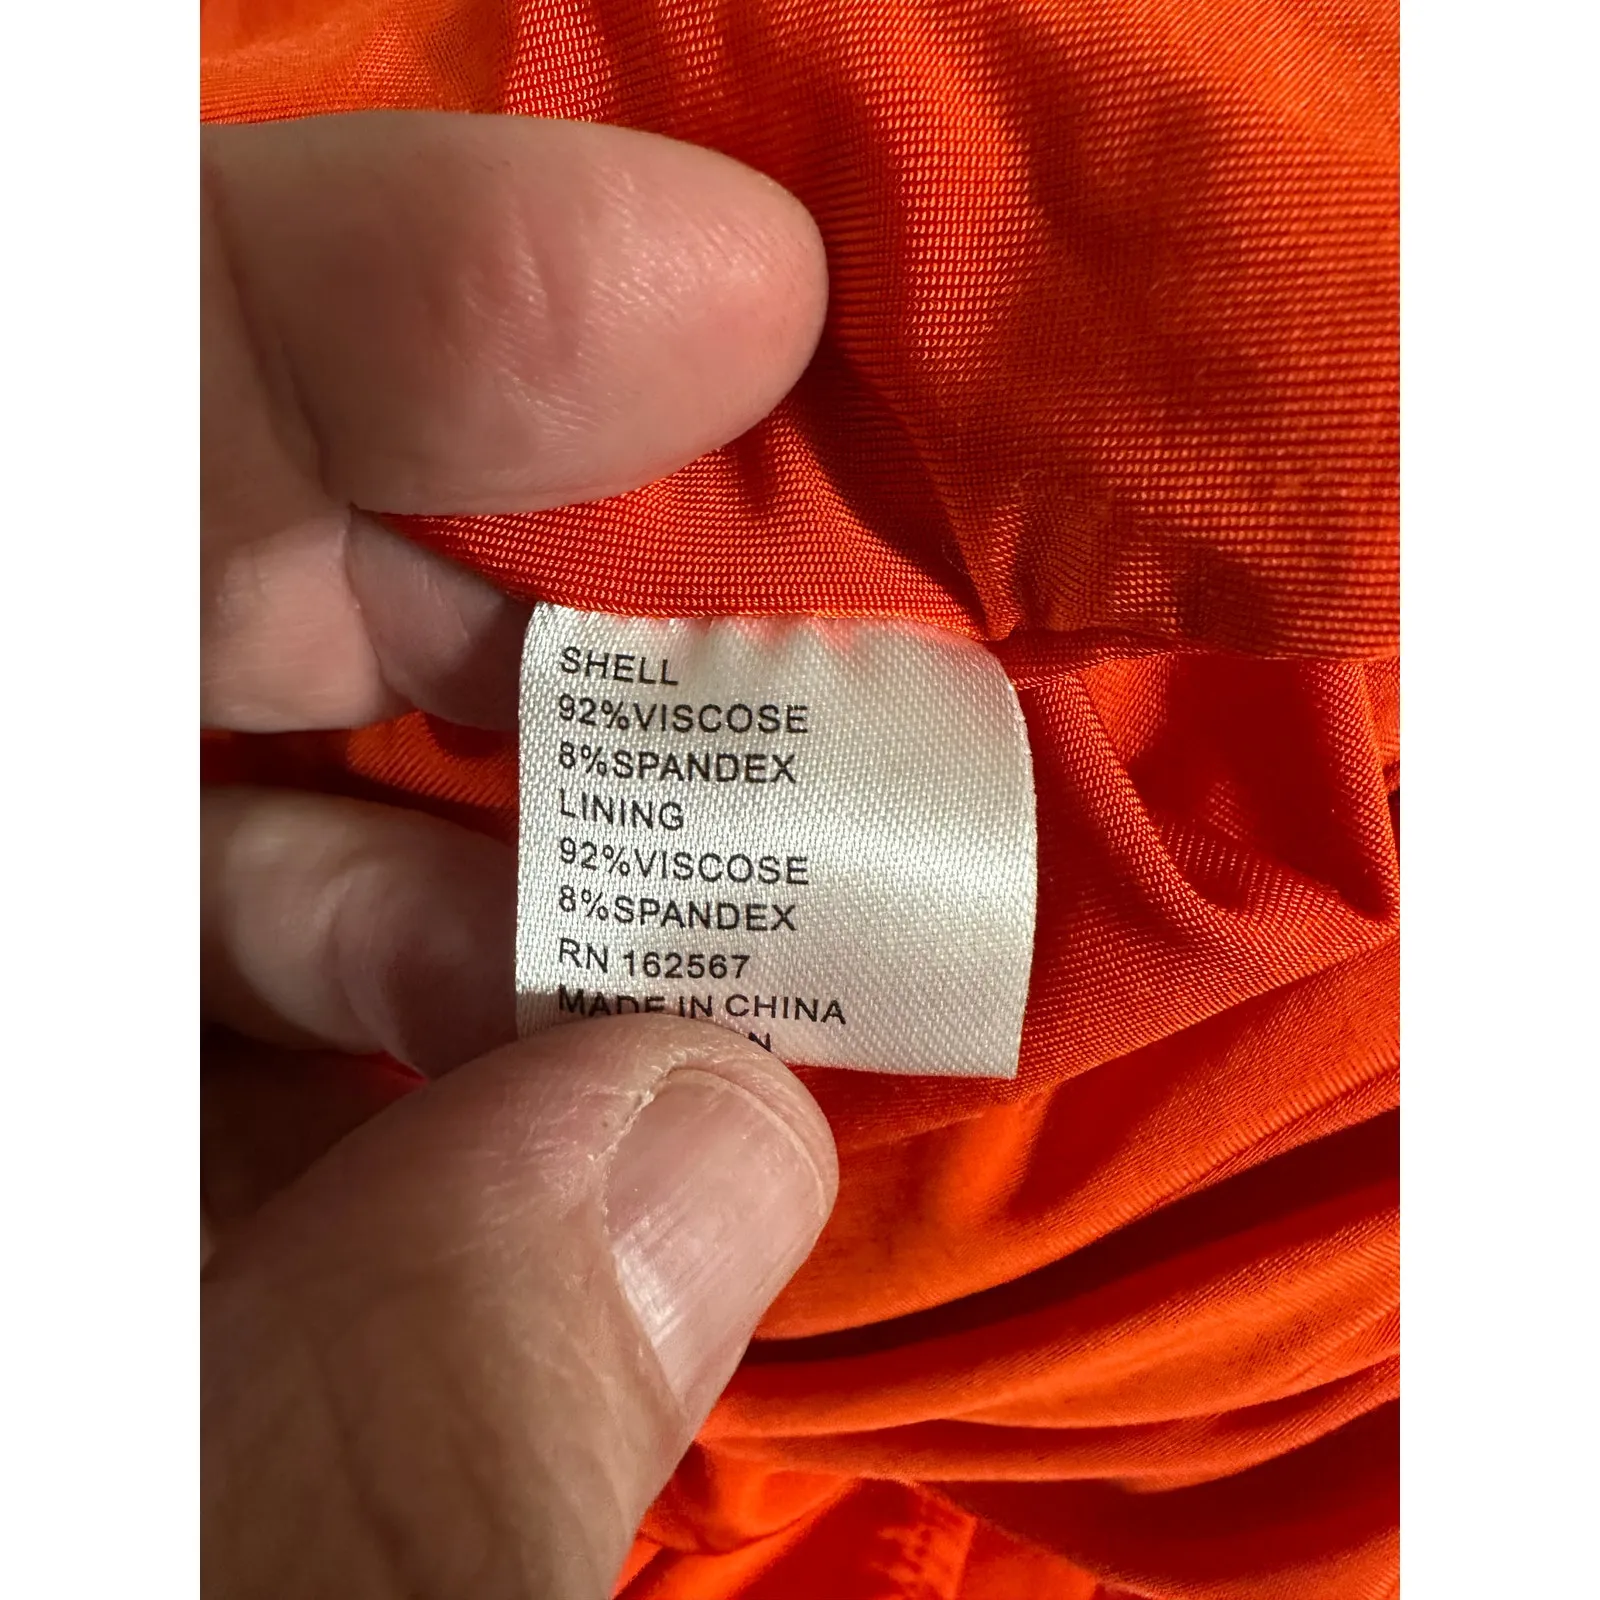 SHELL
92%VISCOSE
8%SPANDEX
LINING
92%VISCOSE
8%SPANDEX
RN 162567
MADE IN CHINA